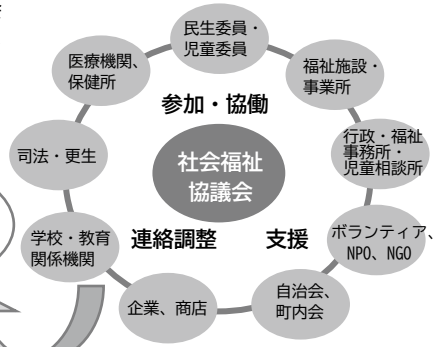 民生委員・
児童委員
医療機関、
保健所
福祉施設・
事業所
参加・協働
司法・更生
社会福祉
協議会
行政・福祉
事務所・
児童相談所
学校・教育
関係機関
連絡調整
支援
ボランティア、
NPO、NGO
企業、商店
自治会、
町内会